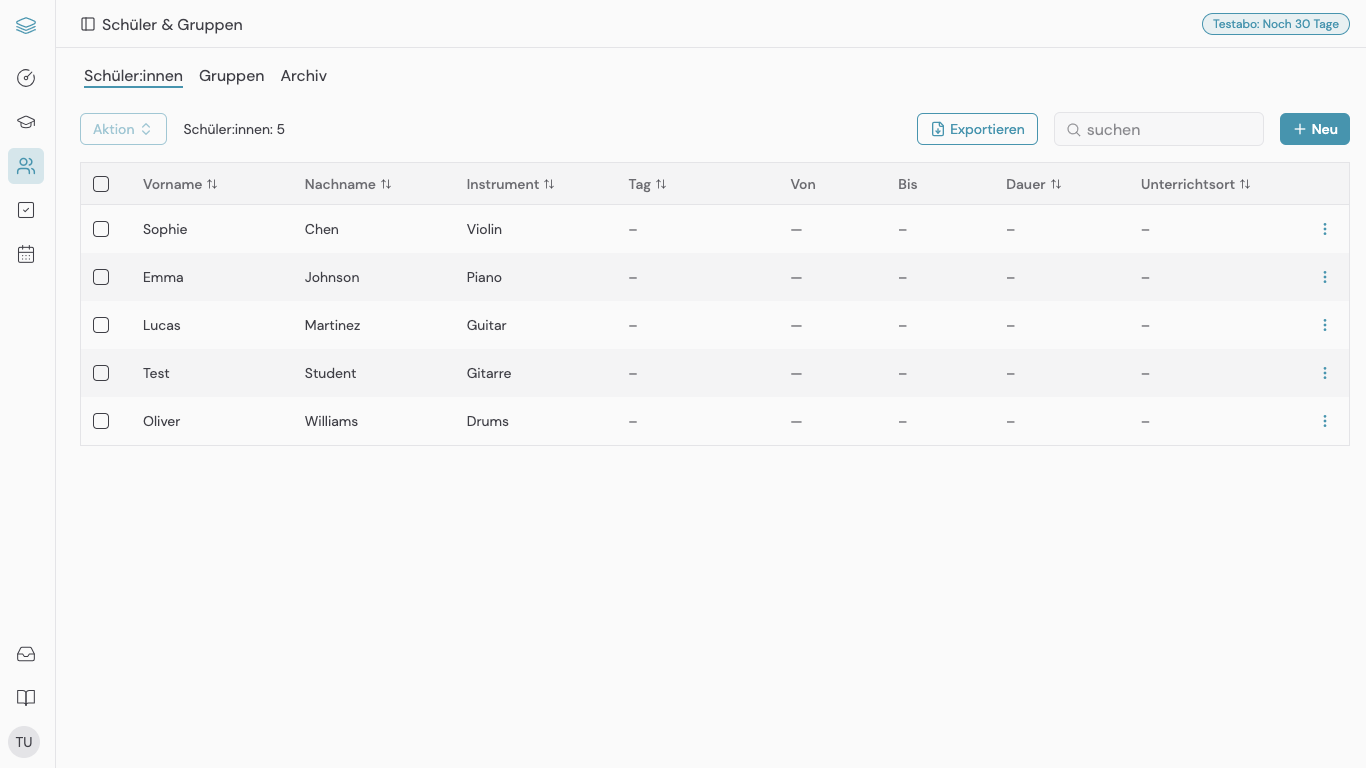 Schüler & Gruppen
Testabo: Noch 30 Tage
Schüler:innen Gruppen Archiv
Aktion Schüler:innen: 5 Exportieren suchen Neu
Vorname Nachname Instrument Tag Von Bis Dauer Unterrichtsort
Sophie Chen Violin – — – – –
Emma Johnson Piano – — – – –
Lucas Martinez Guitar – — – – –
Test Student Gitarre – — – – –
Oliver Williams Drums – — – – –
TU